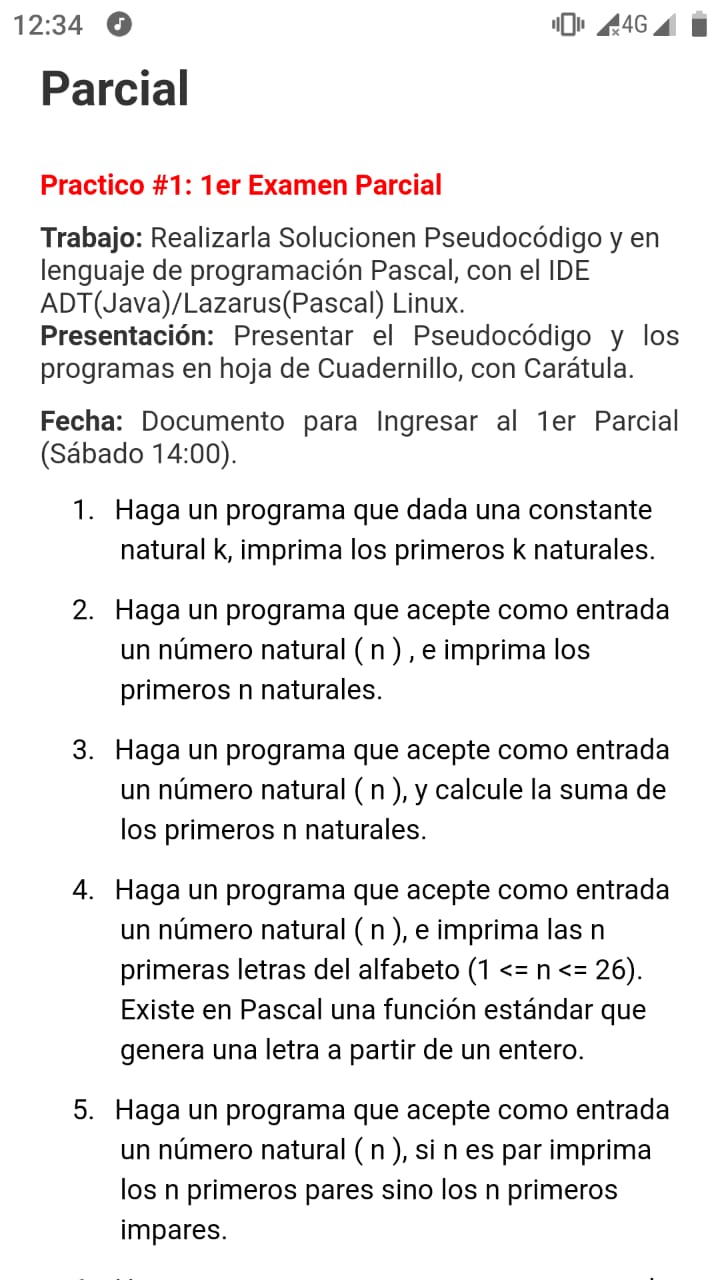 12:34
4G
Parcial
Practico #1: 1er Examen Parcial
Trabajo: Realizarla Solucionen Pseudocódigo y en
lenguaje de programación Pascal, con el IDE
ADT(Java)/Lazarus(Pascal) Linux.
Presentación: Presentar el Pseudocódigo y los
programas en hoja de Cuadernillo, con Carátula.
Fecha: Documento para Ingresar al 1er Parcial
(Sábado 14:00).
1. Haga un programa que dada una constante
natural k, imprima los primeros k naturales.
2. Haga un programa que acepte como entrada
un número natural ( n ) , e imprima los
primeros n naturales.
3. Haga un programa que acepte como entrada
un número natural ( n ), y calcule la suma de
los primeros n naturales.
4. Haga un programa que acepte como entrada
un número natural ( n ), e imprima las n
primeras letras del alfabeto (1 <= n <= 26).
Existe en Pascal una función estándar que
genera una letra a partir de un entero.
5. Haga un programa que acepte como entrada
un número natural ( n ), si n es par imprima
los n primeros pares sino los n primeros
impares.